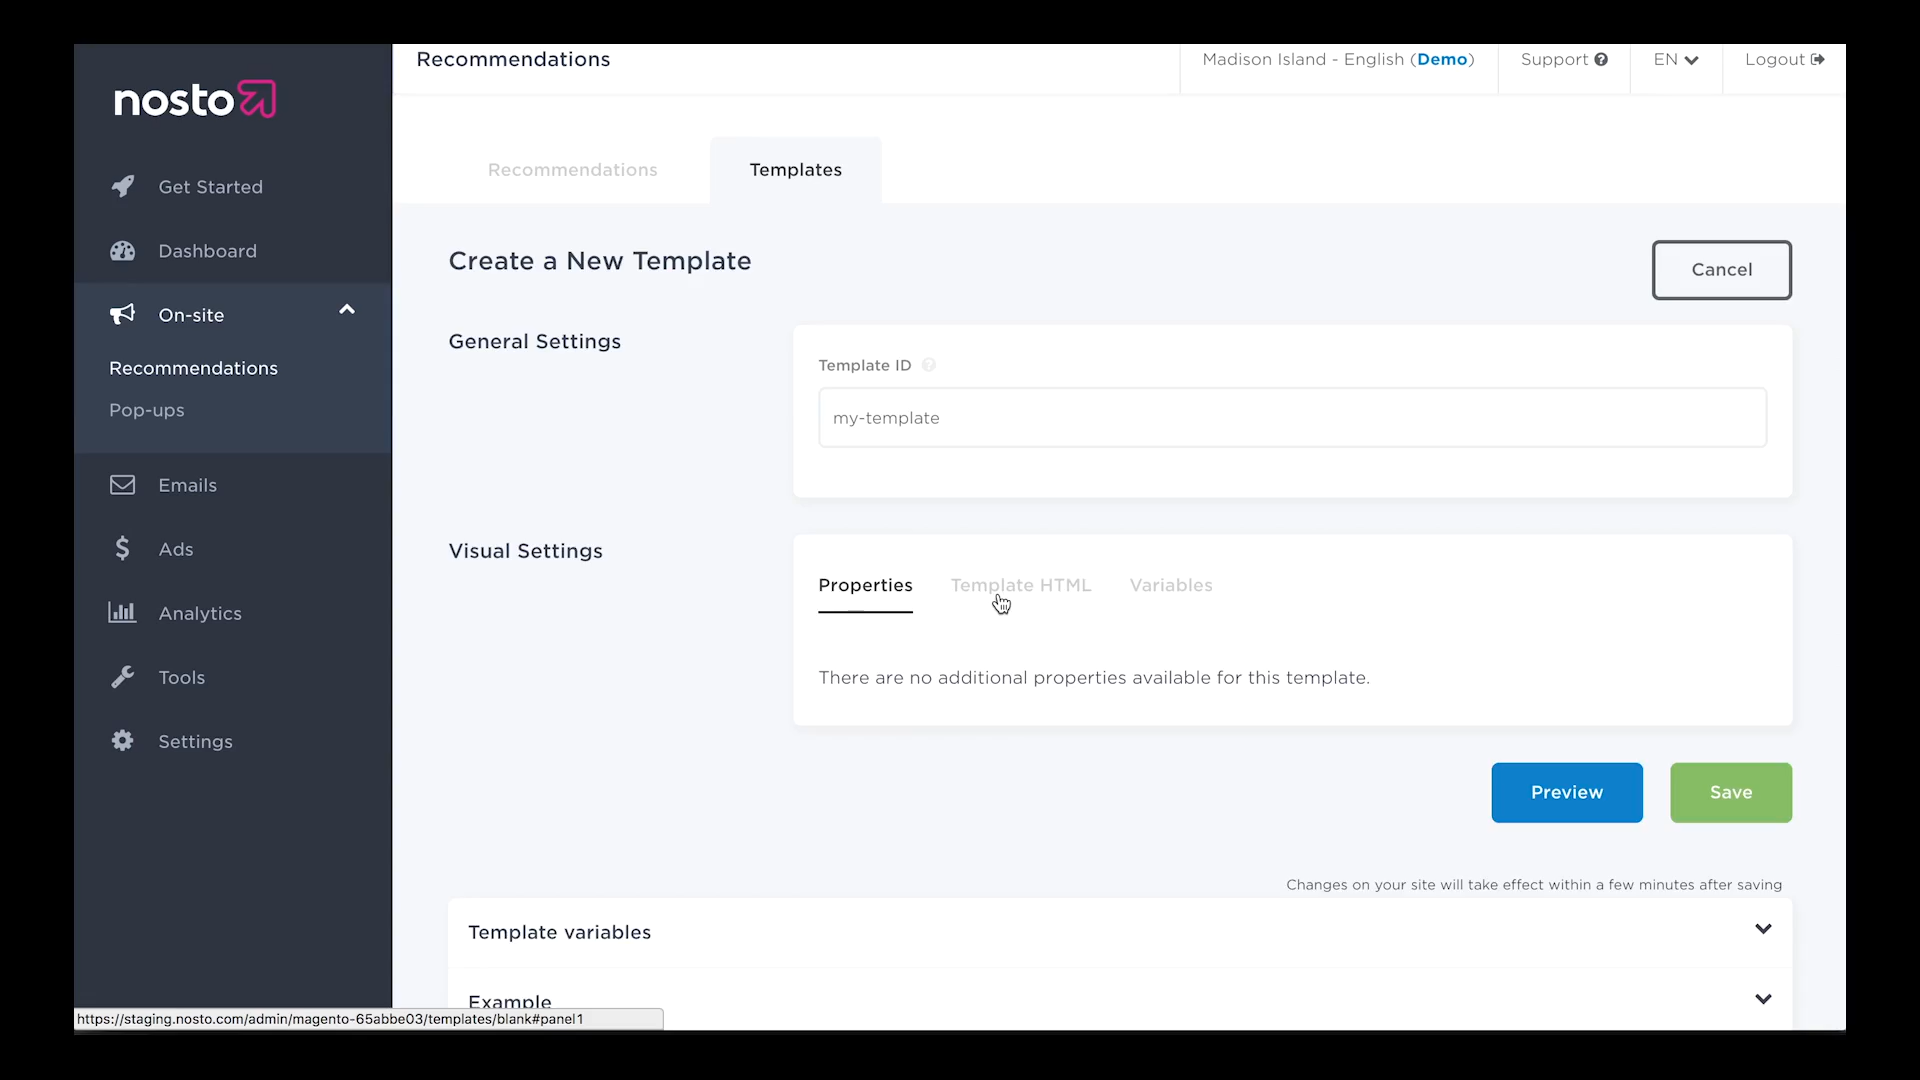 Recommendations
Madison Island - English (Demo)
Support
EN
Logout
nosto
Get Started
Dashboard
On-site
Recommendations
Pop-ups
Emails
Ads
Analytics
Tools
Settings
Recommendations
Templates
Create a New Template
Cancel
General Settings
Template ID
my-template
Visual Settings
Properties
Template HTML
Variables
There are no additional properties available for this template.
Preview
Save
Changes on your site will take effect within a few minutes after saving
Template variables
Example
https://staging.nosto.com/admin/magento-65abbe03/templates/blank#panel1